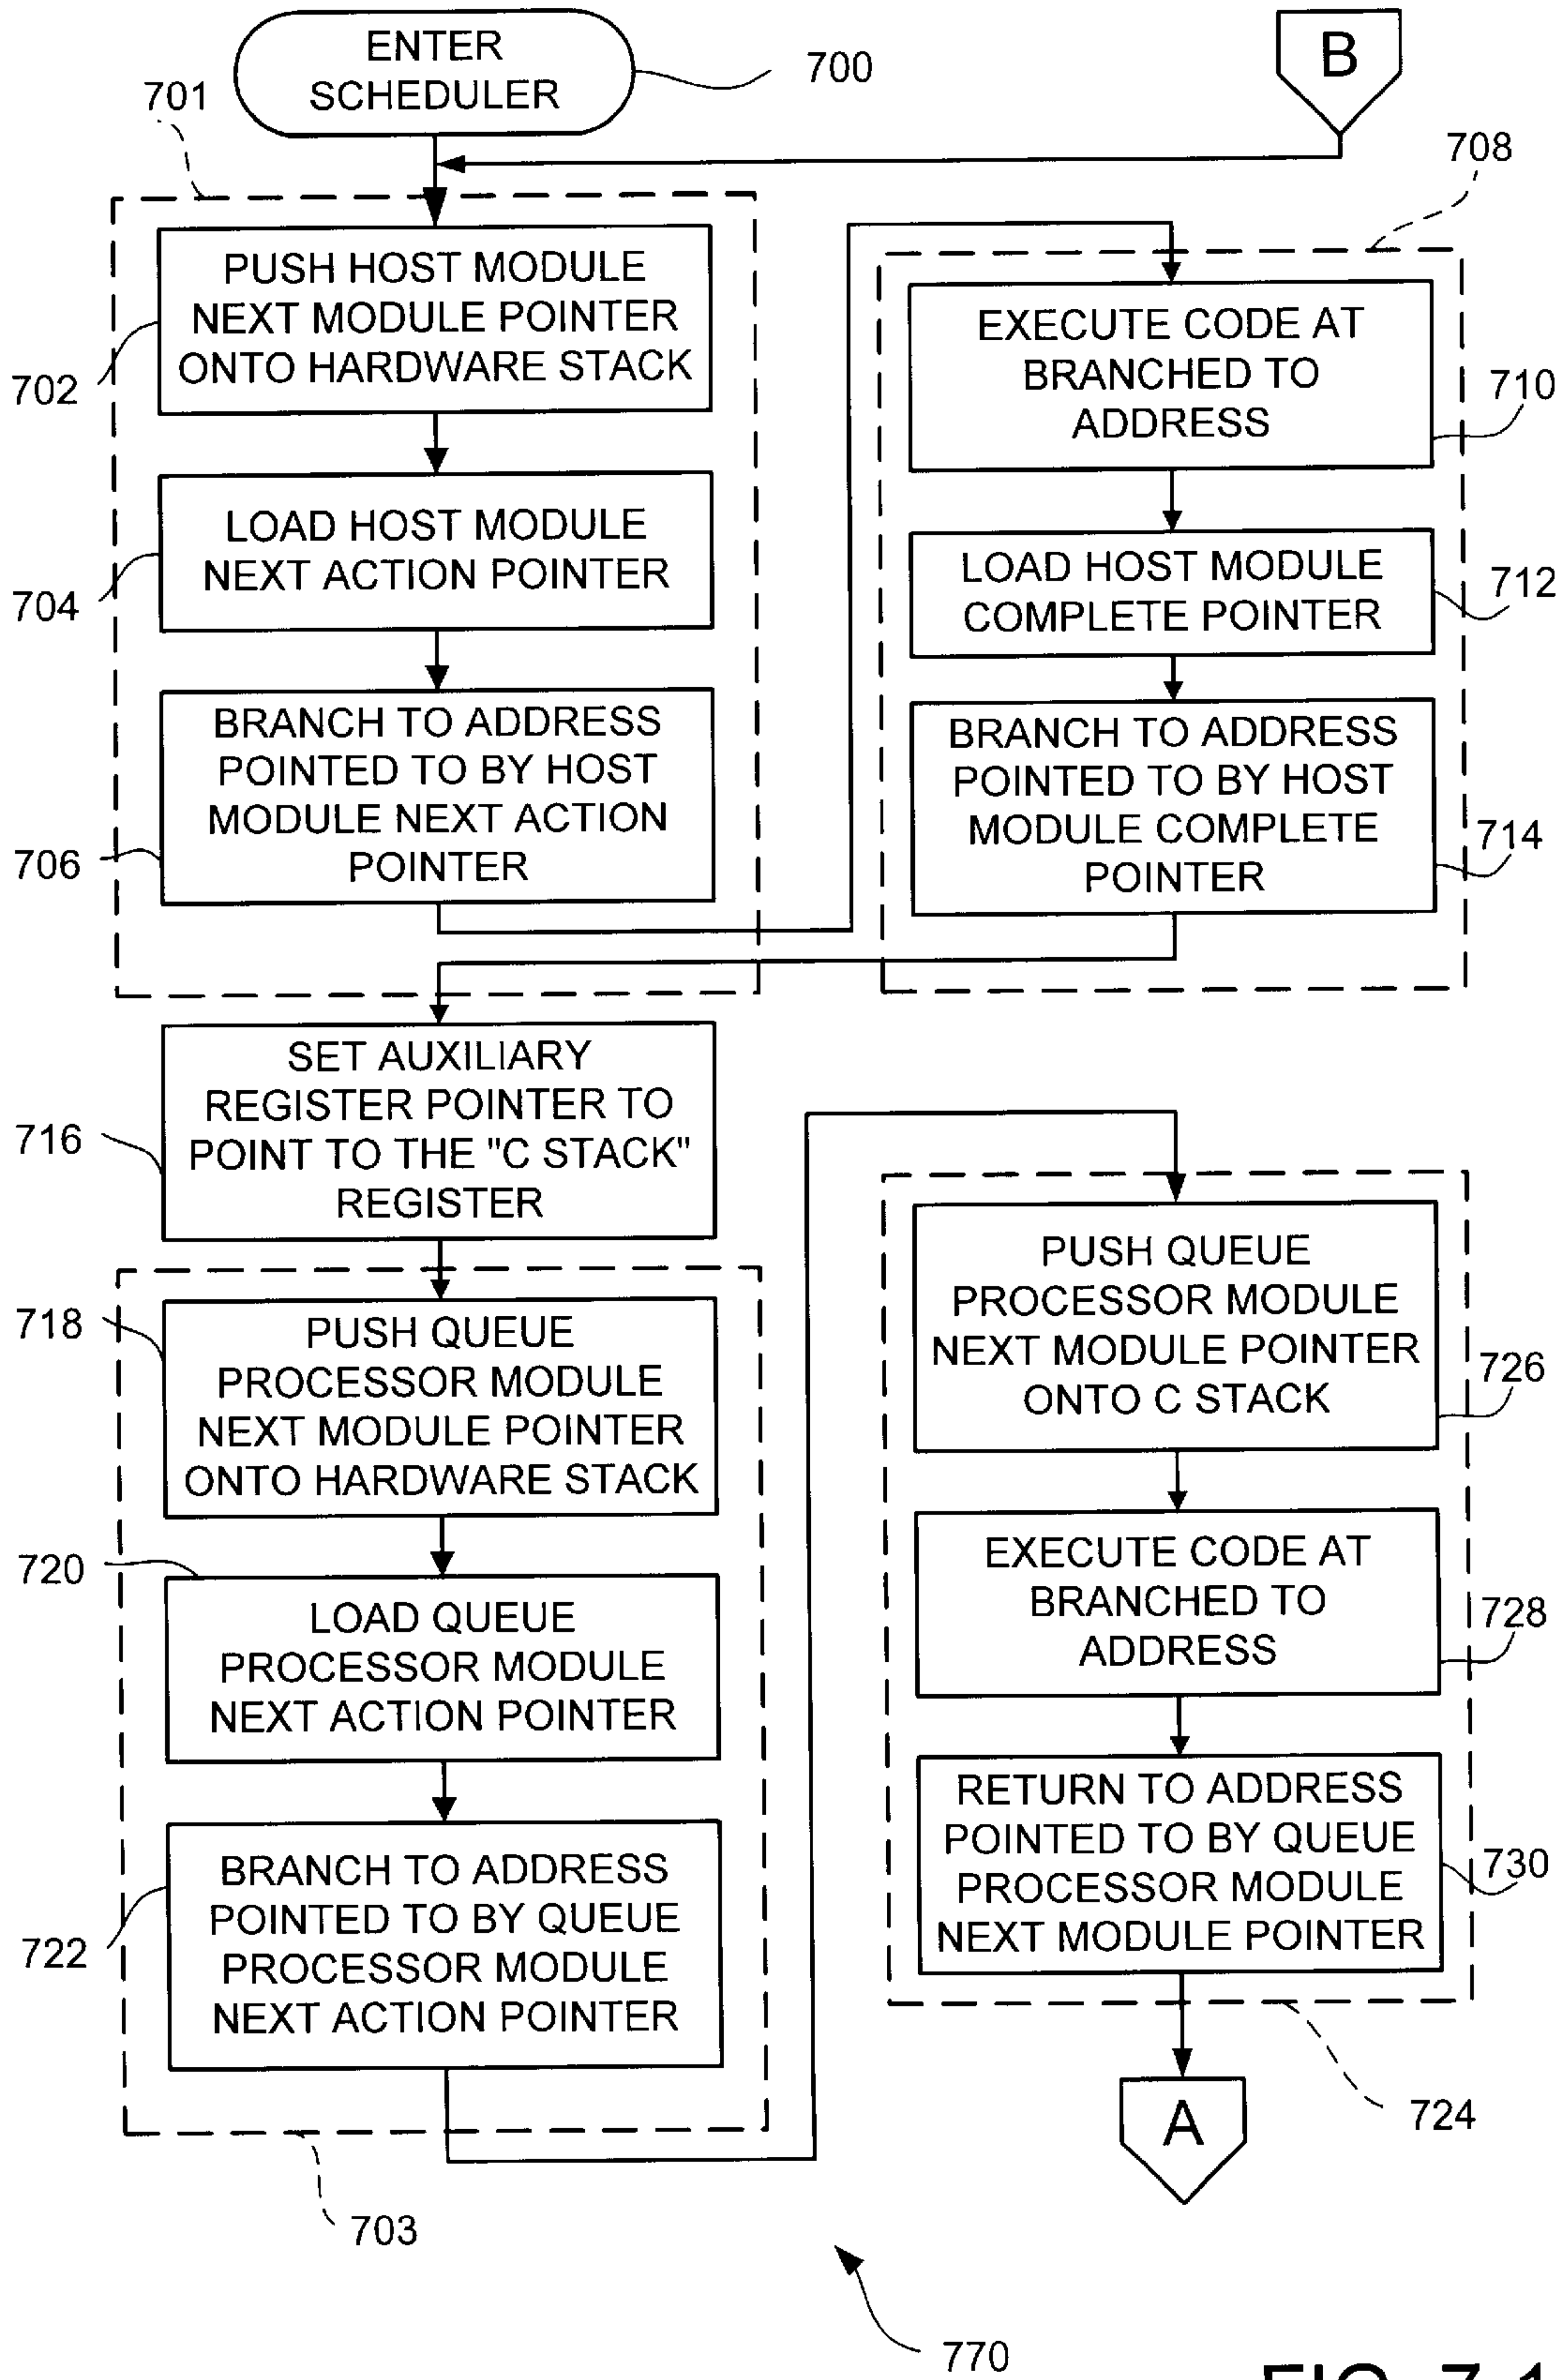 ENTER
SCHEDULER
700
B
701
708
PUSH HOST MODULE
NEXT MODULE POINTER
ONTO HARDWARE STACK
702
LOAD HOST MODULE
NEXT ACTION POINTER
704
BRANCH TO ADDRESS
POINTED TO BY HOST
MODULE NEXT ACTION
POINTER
706
EXECUTE CODE AT
BRANCHED TO
ADDRESS
710
LOAD HOST MODULE
COMPLETE POINTER
712
BRANCH TO ADDRESS
POINTED TO BY HOST
MODULE COMPLETE
POINTER
714
SET AUXILIARY
REGISTER POINTER TO
POINT TO THE "C STACK"
REGISTER
716
PUSH QUEUE
PROCESSOR MODULE
NEXT MODULE POINTER
ONTO HARDWARE STACK
718
LOAD QUEUE
PROCESSOR MODULE
NEXT ACTION POINTER
720
BRANCH TO ADDRESS
POINTED TO BY QUEUE
PROCESSOR MODULE
NEXT ACTION POINTER
722
703
PUSH QUEUE
PROCESSOR MODULE
NEXT MODULE POINTER
ONTO C STACK
726
EXECUTE CODE AT
BRANCHED TO
ADDRESS
728
RETURN TO ADDRESS
POINTED TO BY QUEUE
PROCESSOR MODULE
NEXT MODULE POINTER
730
724
A
770
FIG. 7-1